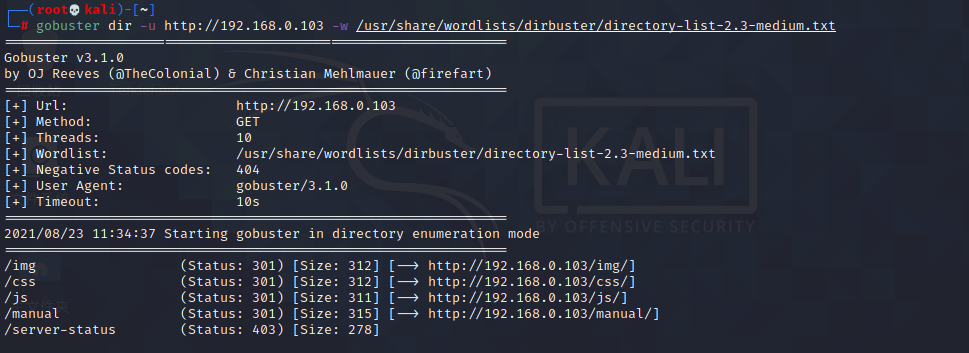 ┌──(root💀kali)-[~]
└─# gobuster dir -u http://192.168.0.103 -w /usr/share/wordlists/dirbuster/directory-list-2.3-medium.txt
===============================================================
Gobuster v3.1.0
by OJ Reeves (@TheColonial) & Christian Mehlmauer (@firefart)
===============================================================
[+] Url:                     http://192.168.0.103
[+] Method:                  GET
[+] Threads:                 10
[+] Wordlist:                /usr/share/wordlists/dirbuster/directory-list-2.3-medium.txt
[+] Negative Status codes:   404
[+] User Agent:              gobuster/3.1.0
[+] Timeout:                 10s
===============================================================
2021/08/23 11:34:37 Starting gobuster in directory enumeration mode
===============================================================
/img                  (Status: 301) [Size: 312] [--> http://192.168.0.103/img/]
/css                  (Status: 301) [Size: 312] [--> http://192.168.0.103/css/]
/js                   (Status: 301) [Size: 311] [--> http://192.168.0.103/js/]
/manual               (Status: 301) [Size: 315] [--> http://192.168.0.103/manual/]
/server-status        (Status: 403) [Size: 278]
KALI
BY OFFENSIVE SECURITY